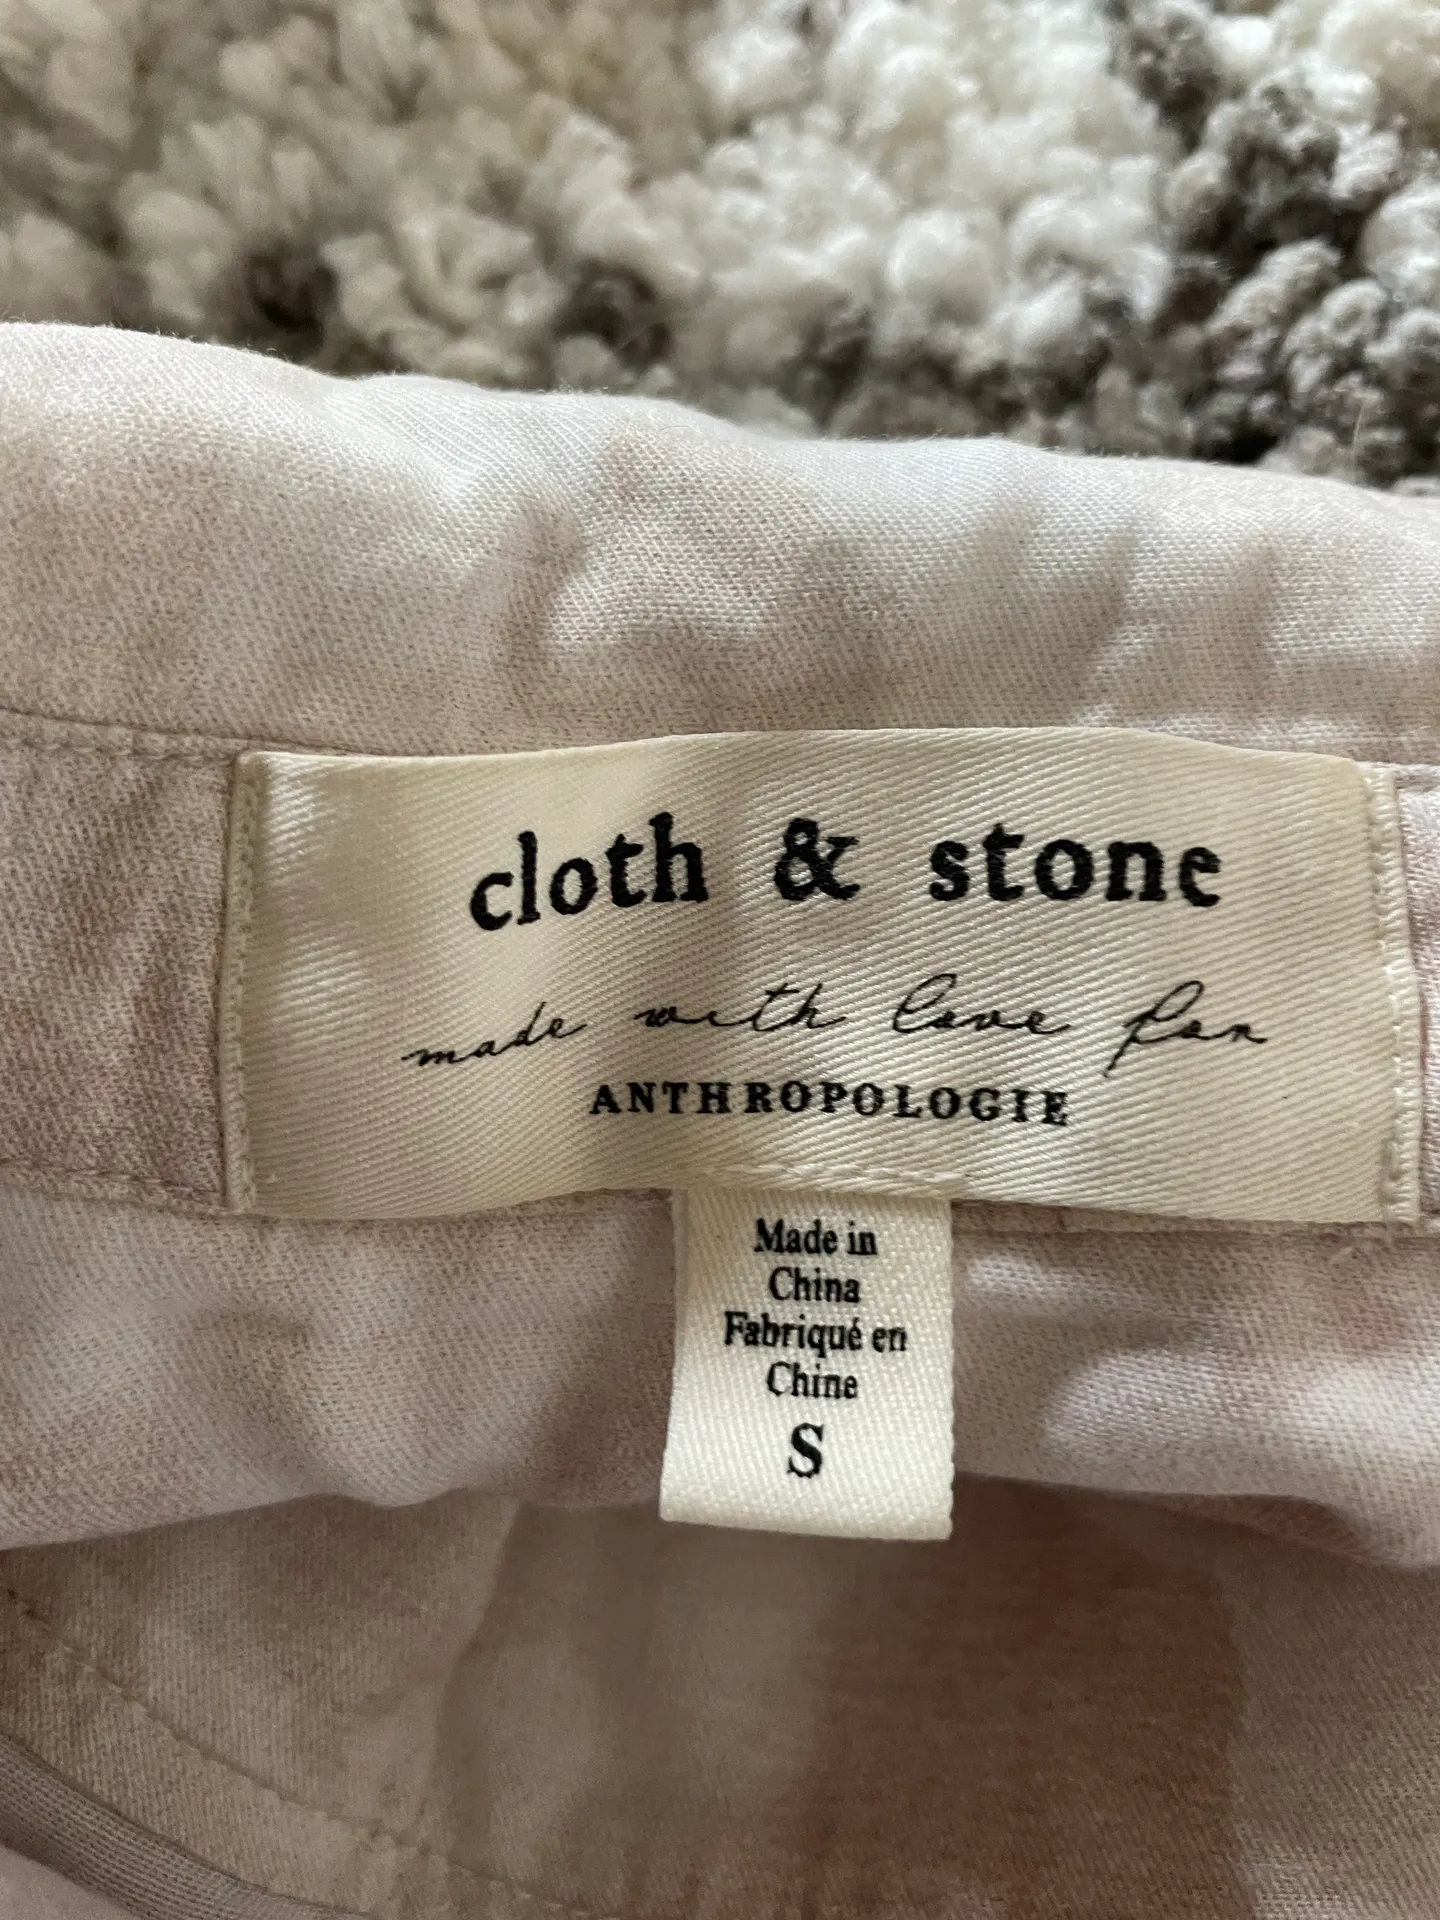 cloth & stone
made with love for
ANTHROPOLOGIE
Made in
China
Fabriqué en
Chine
S